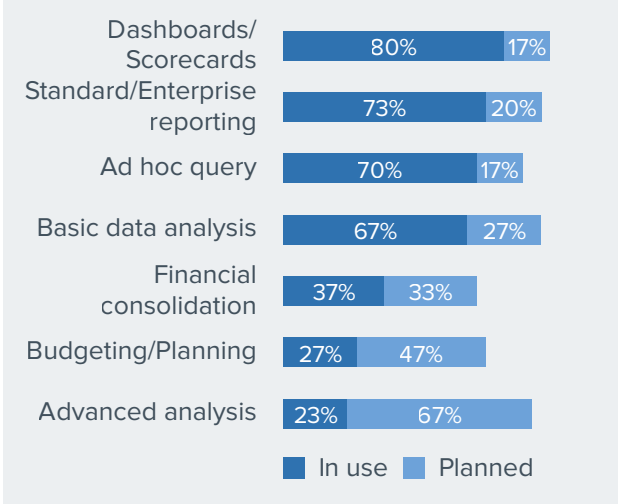 Dashboards/
Scorecards
80% 17%
Standard/Enterprise
reporting
73% 20%
Ad hoc query
70% 17%
Basic data analysis
67% 27%
Financial
consolidation
37% 33%
Budgeting/Planning
27% 47%
Advanced analysis
23% 67%
In use Planned